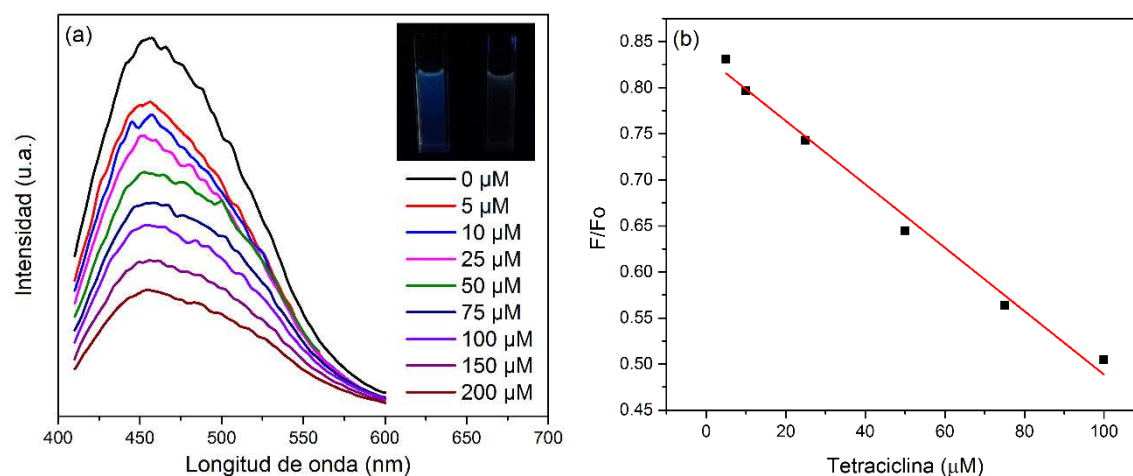 (a)
Intensidad (u.a.)
0 µM
5 µM
10 µM
25 µM
50 µM
75 µM
100 µM
150 µM
200 µM
400 450 500 550 600 650 700
Longitud de onda (nm)
(b)
F/Fo
0.85
0.80
0.75
0.70
0.65
0.60
0.55
0.50
0.45
0 20 40 60 80 100
Tetraciclina (µM)